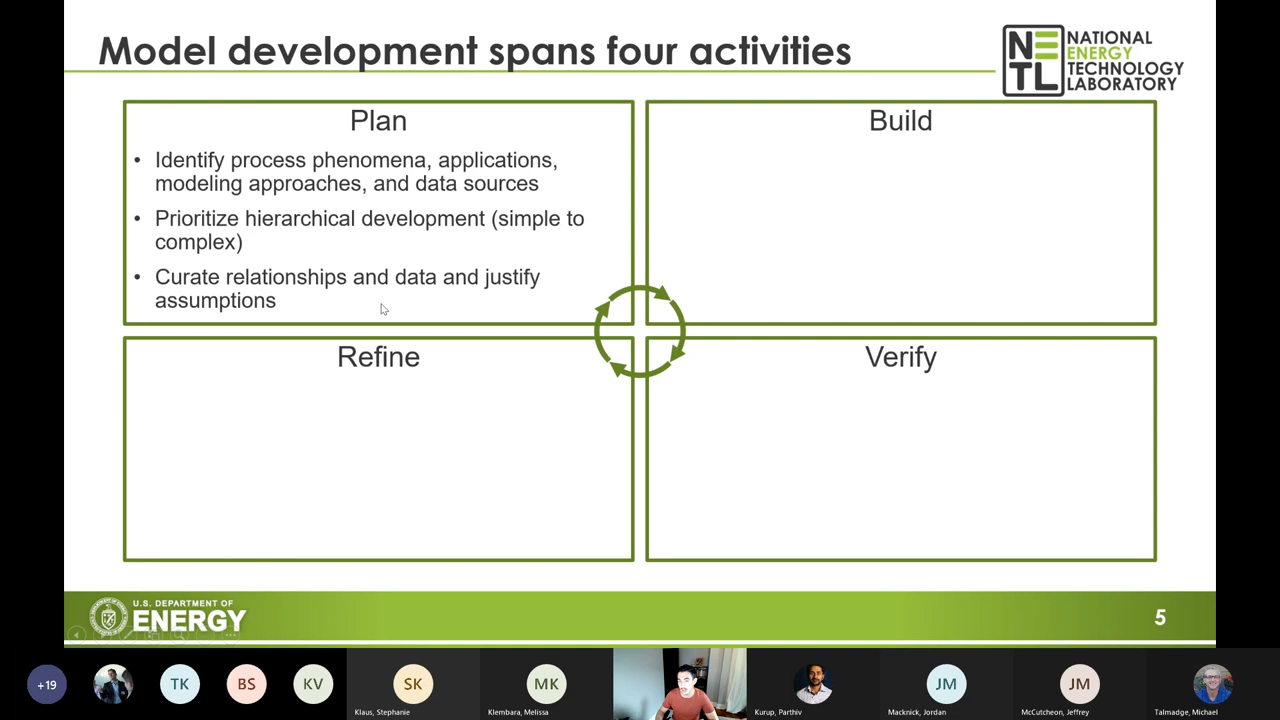 Model development spans four activities
NATIONAL
ENERGY
TECHNOLOGY
LABORATORY
NE
TL
Plan
• Identify process phenomena, applications,
modeling approaches, and data sources
• Prioritize hierarchical development (simple to
complex)
• Curate relationships and data and justify
assumptions
Build
Refine
Verify
U.S. DEPARTMENT OF
ENERGY
5
+19
TK
BS
KV
SK
Klaus, Stephanie
MK
Klembara, Melissa
Kurup, Parthiv
JM
Macknick, Jordan
JM
McCutcheon, Jeffrey
Talmadge, Michael